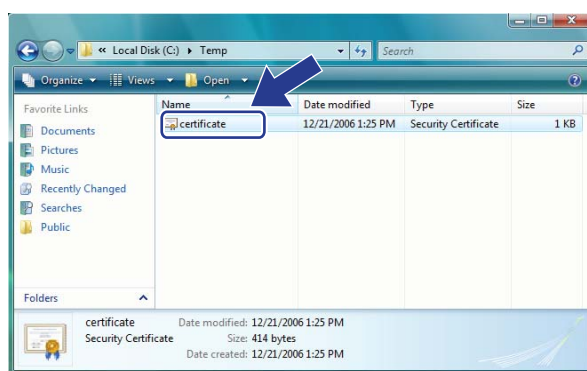 « Local Disk (C:) ▸ Temp Search
Organize Views Open
Favorite Links Name Date modified Type Size
Documents certificate 12/21/2006 1:25 PM Security Certificate 1 KB
Pictures
Music
Recently Changed
Searches
Public
Folders
certificate Date modified: 12/21/2006 1:25 PM
Security Certificate Size: 414 bytes
Date created: 12/21/2006 1:25 PM